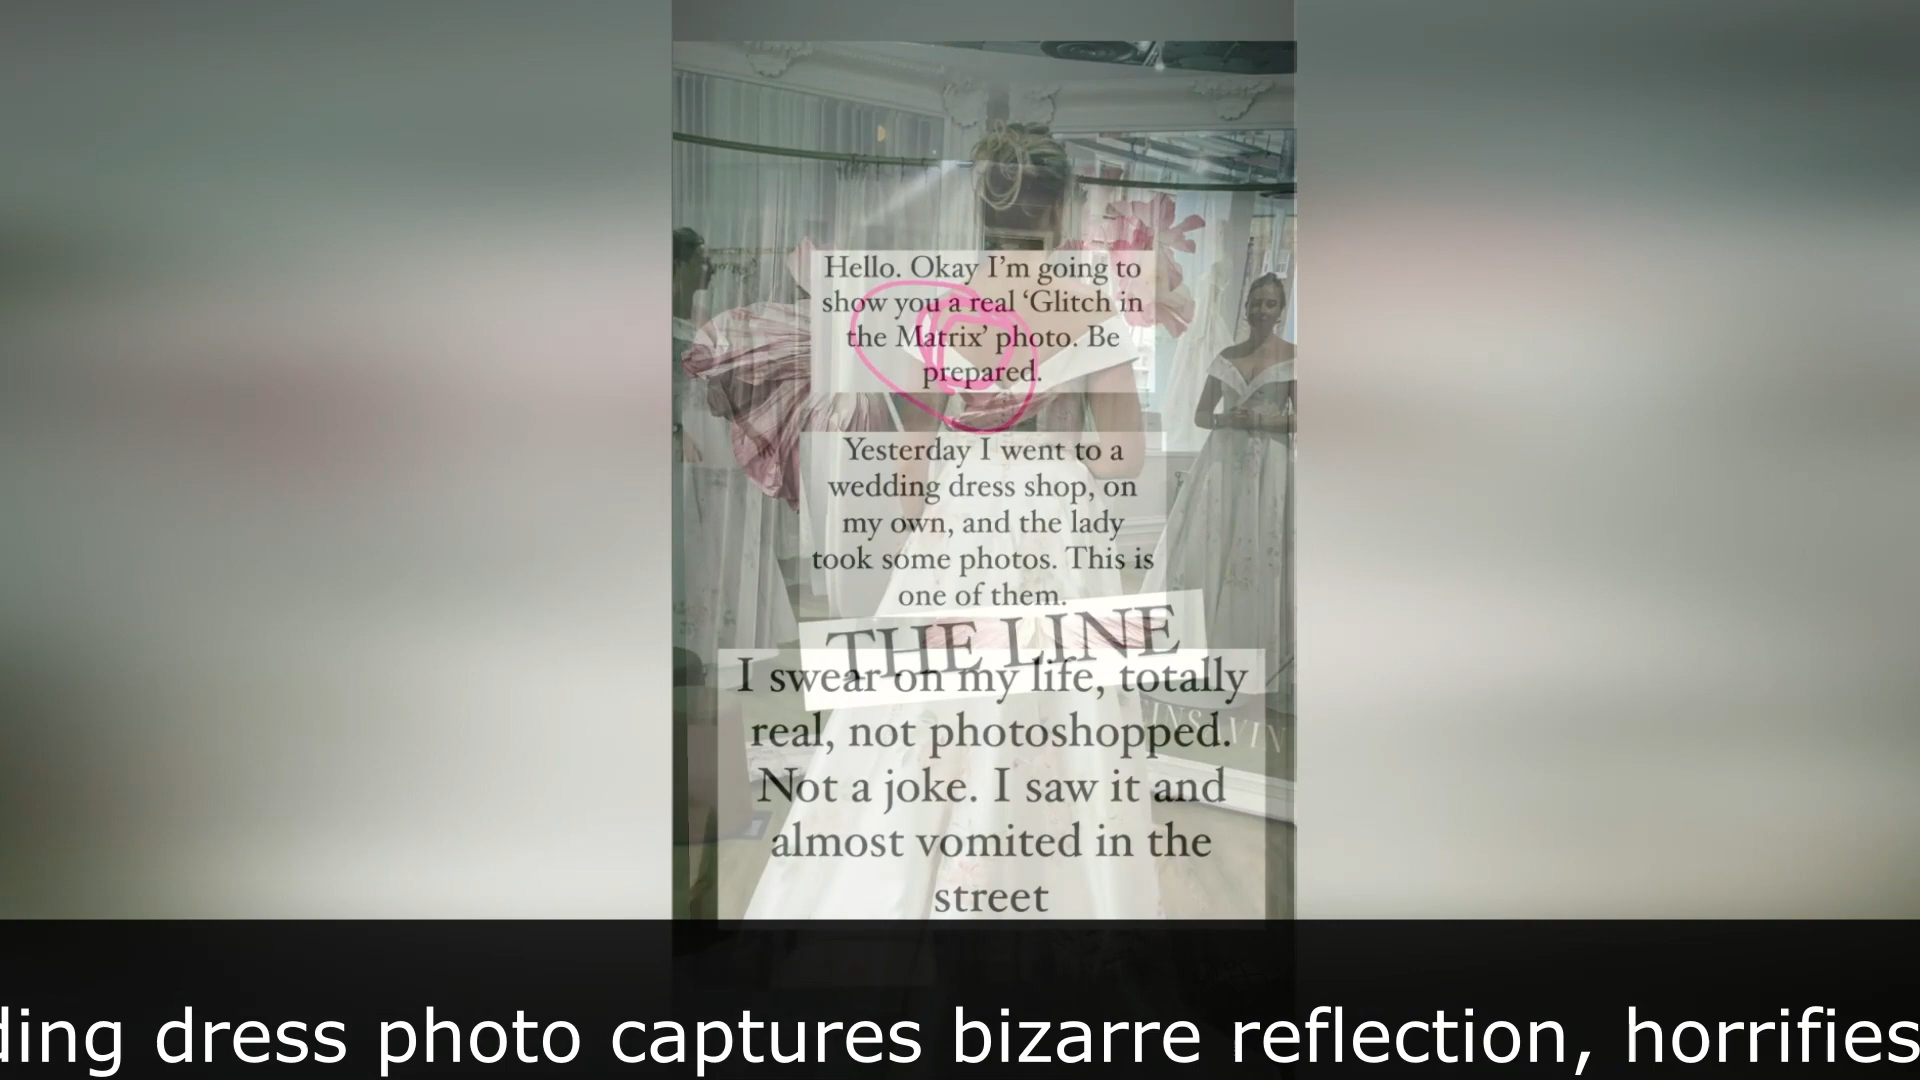 Hello. Okay I'm going to
show you a real ‘Glitch in
the Matrix’ photo. Be
prepared.
Yesterday I went to a
wedding dress shop, on
my own, and the lady
took some photos. This is
one of them.
THE LINE
I swear on my life, totally
real, not photoshopped.
Not a joke. I saw it and
almost vomited in the
street
ding dress photo captures bizarre reflection, horrifies